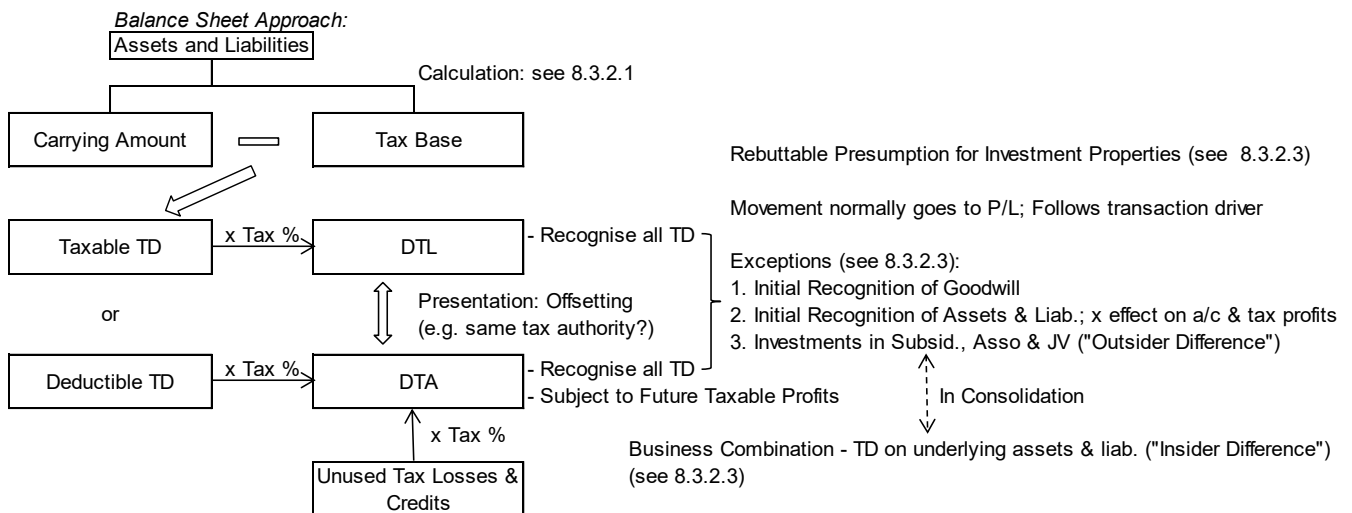 Balance Sheet Approach:
Assets and Liabilities
Calculation: see 8.3.2.1
Carrying Amount
Tax Base
Rebuttable Presumption for Investment Properties (see  8.3.2.3)
Movement normally goes to P/L; Follows transaction driver
Taxable TD
x Tax %
DTL
- Recognise all TD
Exceptions (see 8.3.2.3):
1. Initial Recognition of Goodwill
2. Initial Recognition of Assets & Liab.; x effect on a/c & tax profits
3. Investments in Subsid., Asso & JV ("Outsider Difference")
or
Presentation: Offsetting
(e.g. same tax authority?)
Deductible TD
x Tax %
DTA
- Recognise all TD
- Subject to Future Taxable Profits
In Consolidation
x Tax %
Business Combination - TD on underlying assets & liab. ("Insider Difference")
(see 8.3.2.3)
Unused Tax Losses &
Credits